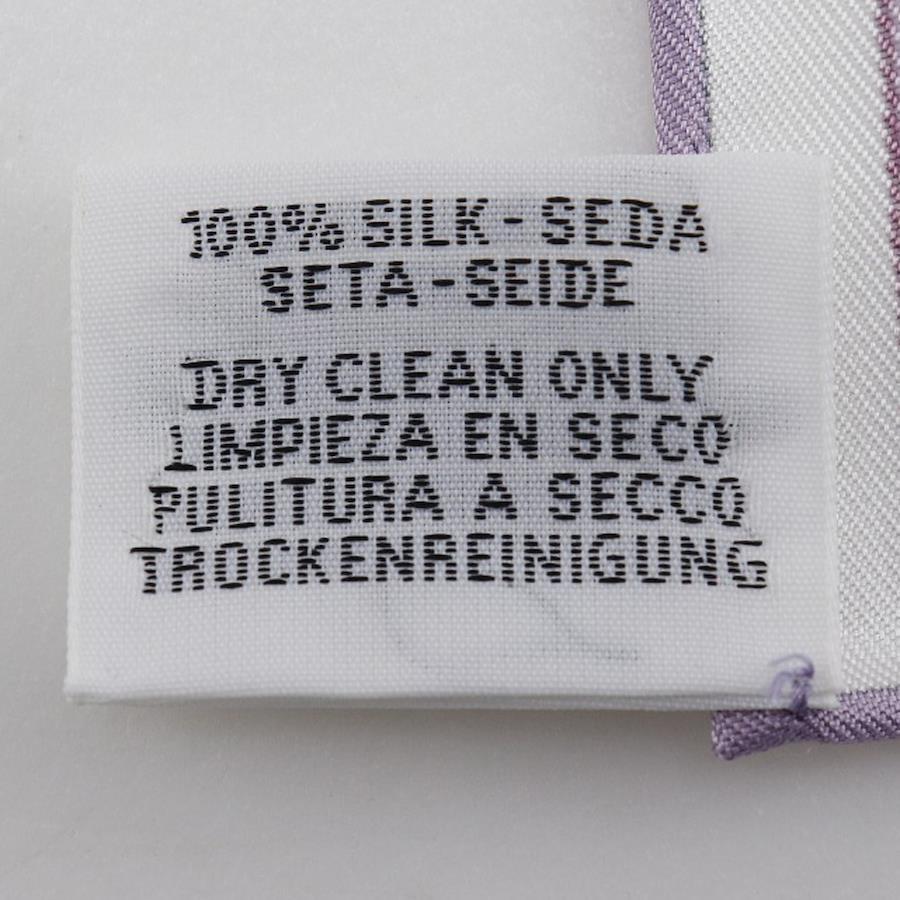 100% SILK-SEDA
SETA-SEIDE
DRY CLEAN ONLY
LIMPIEZA EN SECO
PULITURA A SECCO
TROCKENREINIGUNG